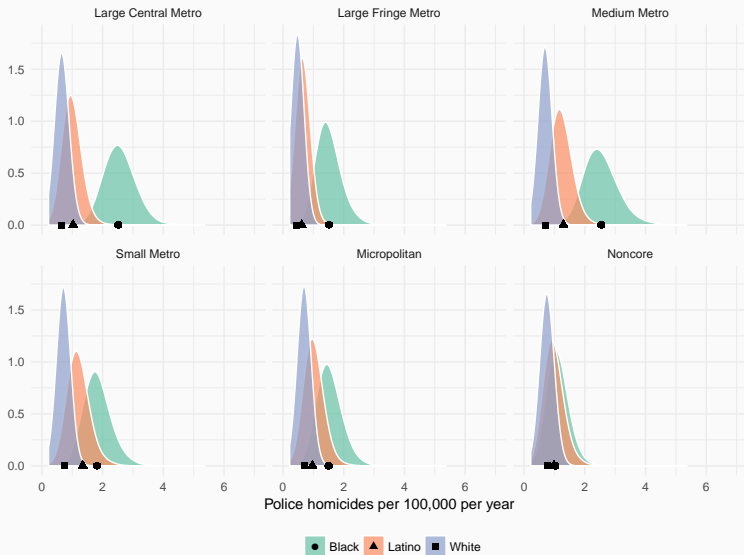 Large Central Metro Large Fringe Metro Medium Metro
1.5
1.0
0.5
0.0
Small Metro Micropolitan Noncore
1.5
1.0
0.5
0.0
0 2 4 6 0 2 4 6 0 2 4 6
Police homicides per 100,000 per year
Black Latino White